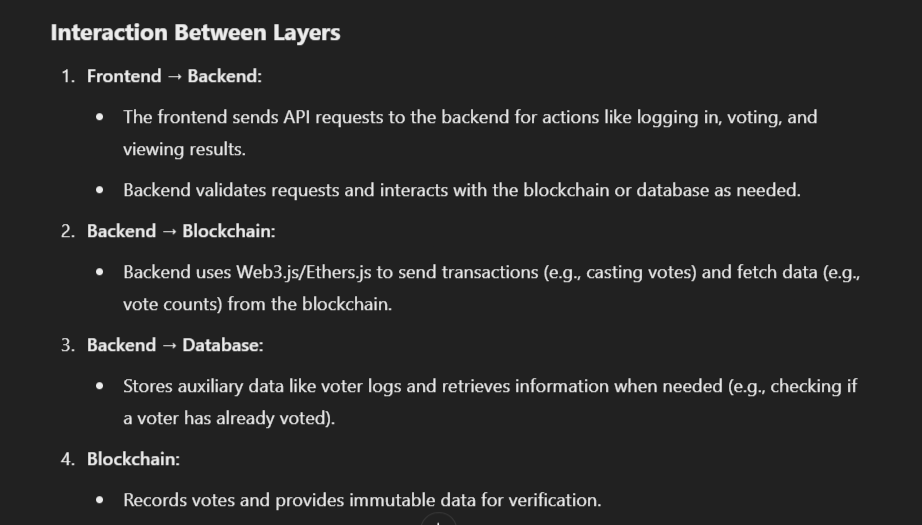 Interaction Between Layers
1. Frontend → Backend:
• The frontend sends API requests to the backend for actions like logging in, voting, and
viewing results.
• Backend validates requests and interacts with the blockchain or database as needed.
2. Backend → Blockchain:
• Backend uses Web3.js/Ethers.js to send transactions (e.g., casting votes) and fetch data (e.g.,
vote counts) from the blockchain.
3. Backend → Database:
• Stores auxiliary data like voter logs and retrieves information when needed (e.g., checking if
a voter has already voted).
4. Blockchain:
• Records votes and provides immutable data for verification.